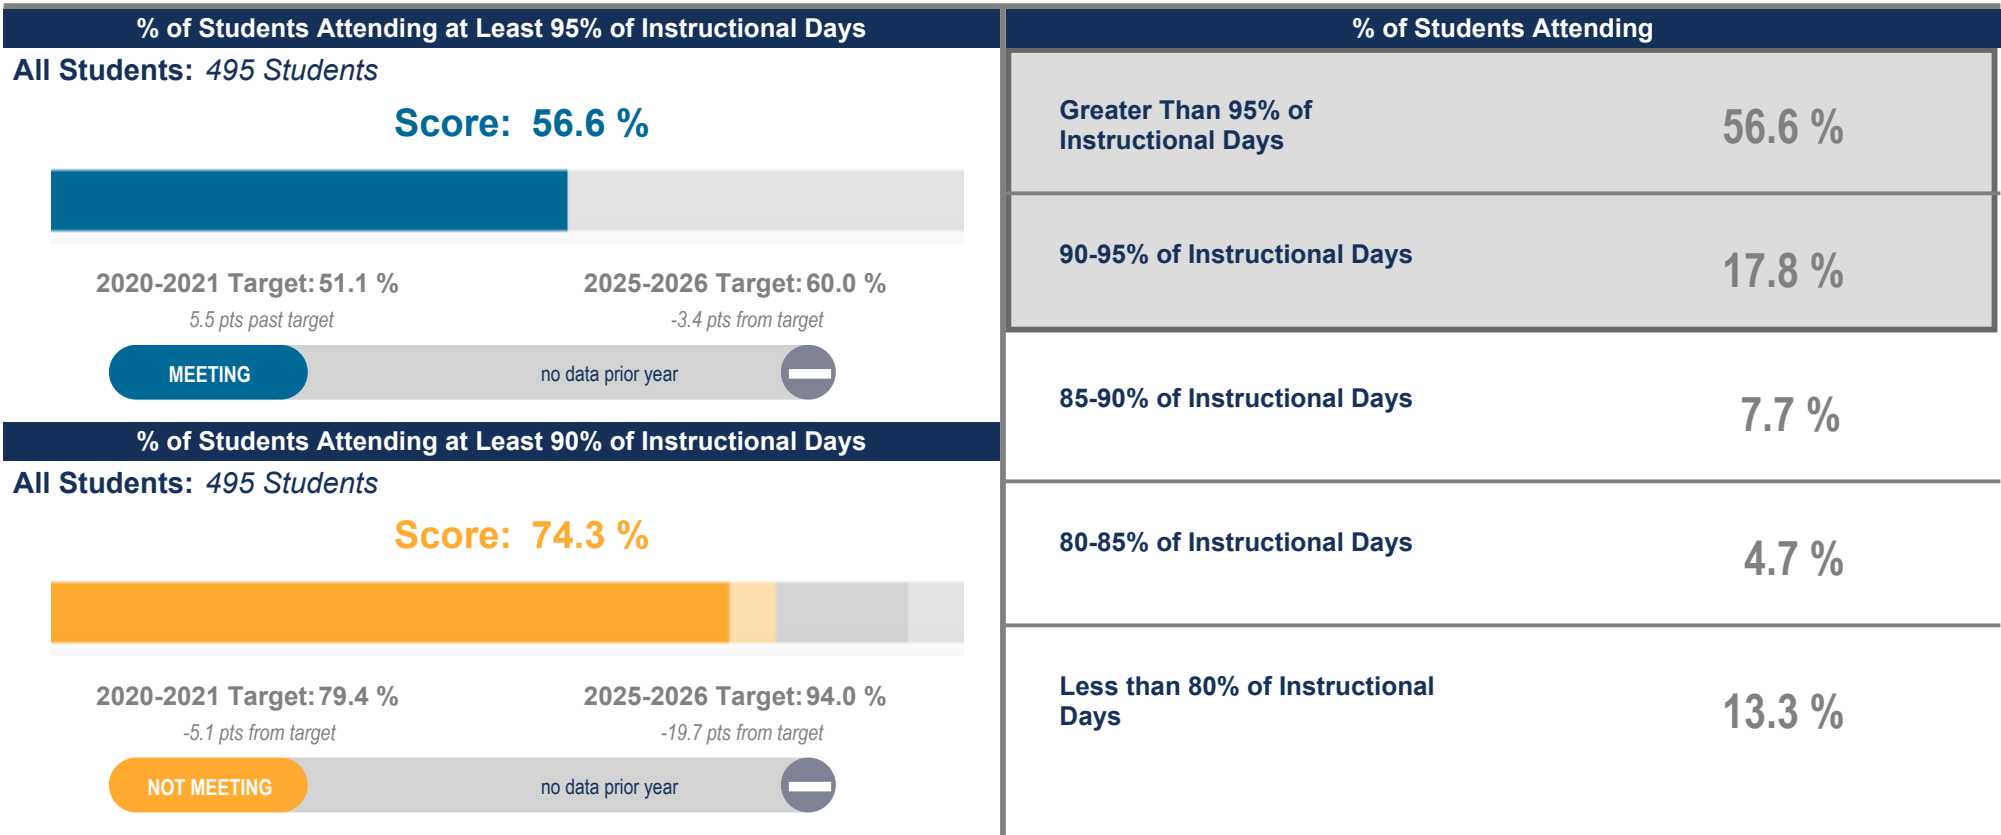 % of Students Attending at Least 95% of Instructional Days
All Students: 495 Students
Score: 56.6 %
2020-2021 Target: 51.1 %
2025-2026 Target: 60.0 %
5.5 pts past target
-3.4 pts from target
MEETING
no data prior year
% of Students Attending at Least 90% of Instructional Days
All Students: 495 Students
Score: 74.3 %
2020-2021 Target: 79.4 %
2025-2026 Target: 94.0 %
-5.1 pts from target
-19.7 pts from target
NOT MEETING
no data prior year
% of Students Attending
Greater Than 95% of
Instructional Days
56.6 %
90-95% of Instructional Days
17.8 %
85-90% of Instructional Days
7.7 %
80-85% of Instructional Days
4.7 %
Less than 80% of Instructional
Days
13.3 %